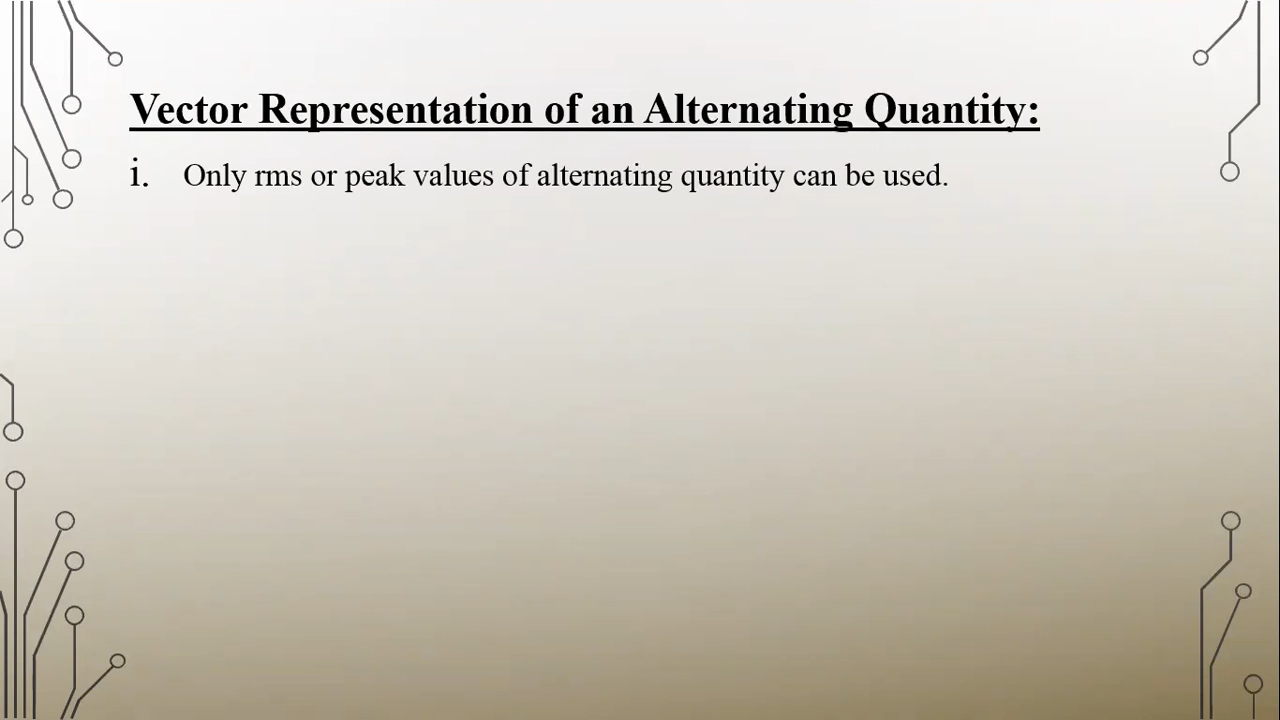 Vector Representation of an Alternating Quantity:
i. Only rms or peak values of alternating quantity can be used.